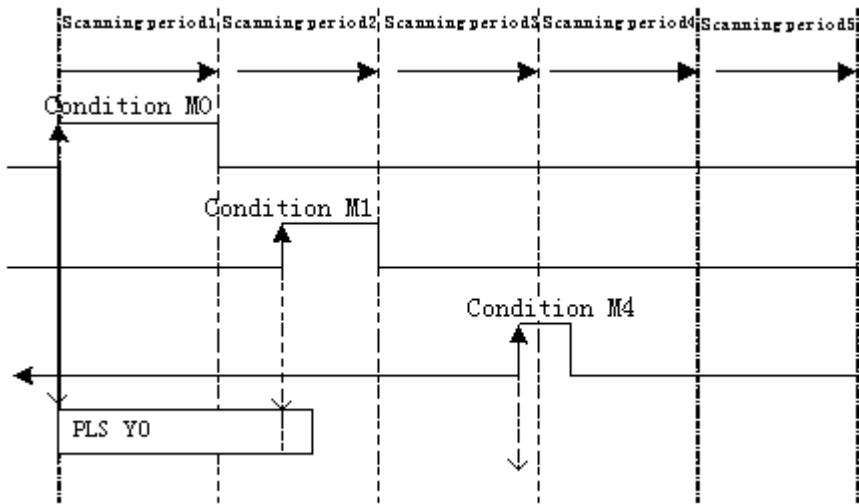 Scanning period1 Scanning period2 Scanning period3 Scanning period4 Scanning period5
Condition M0
Condition M1
Condition M4
PLS Y0